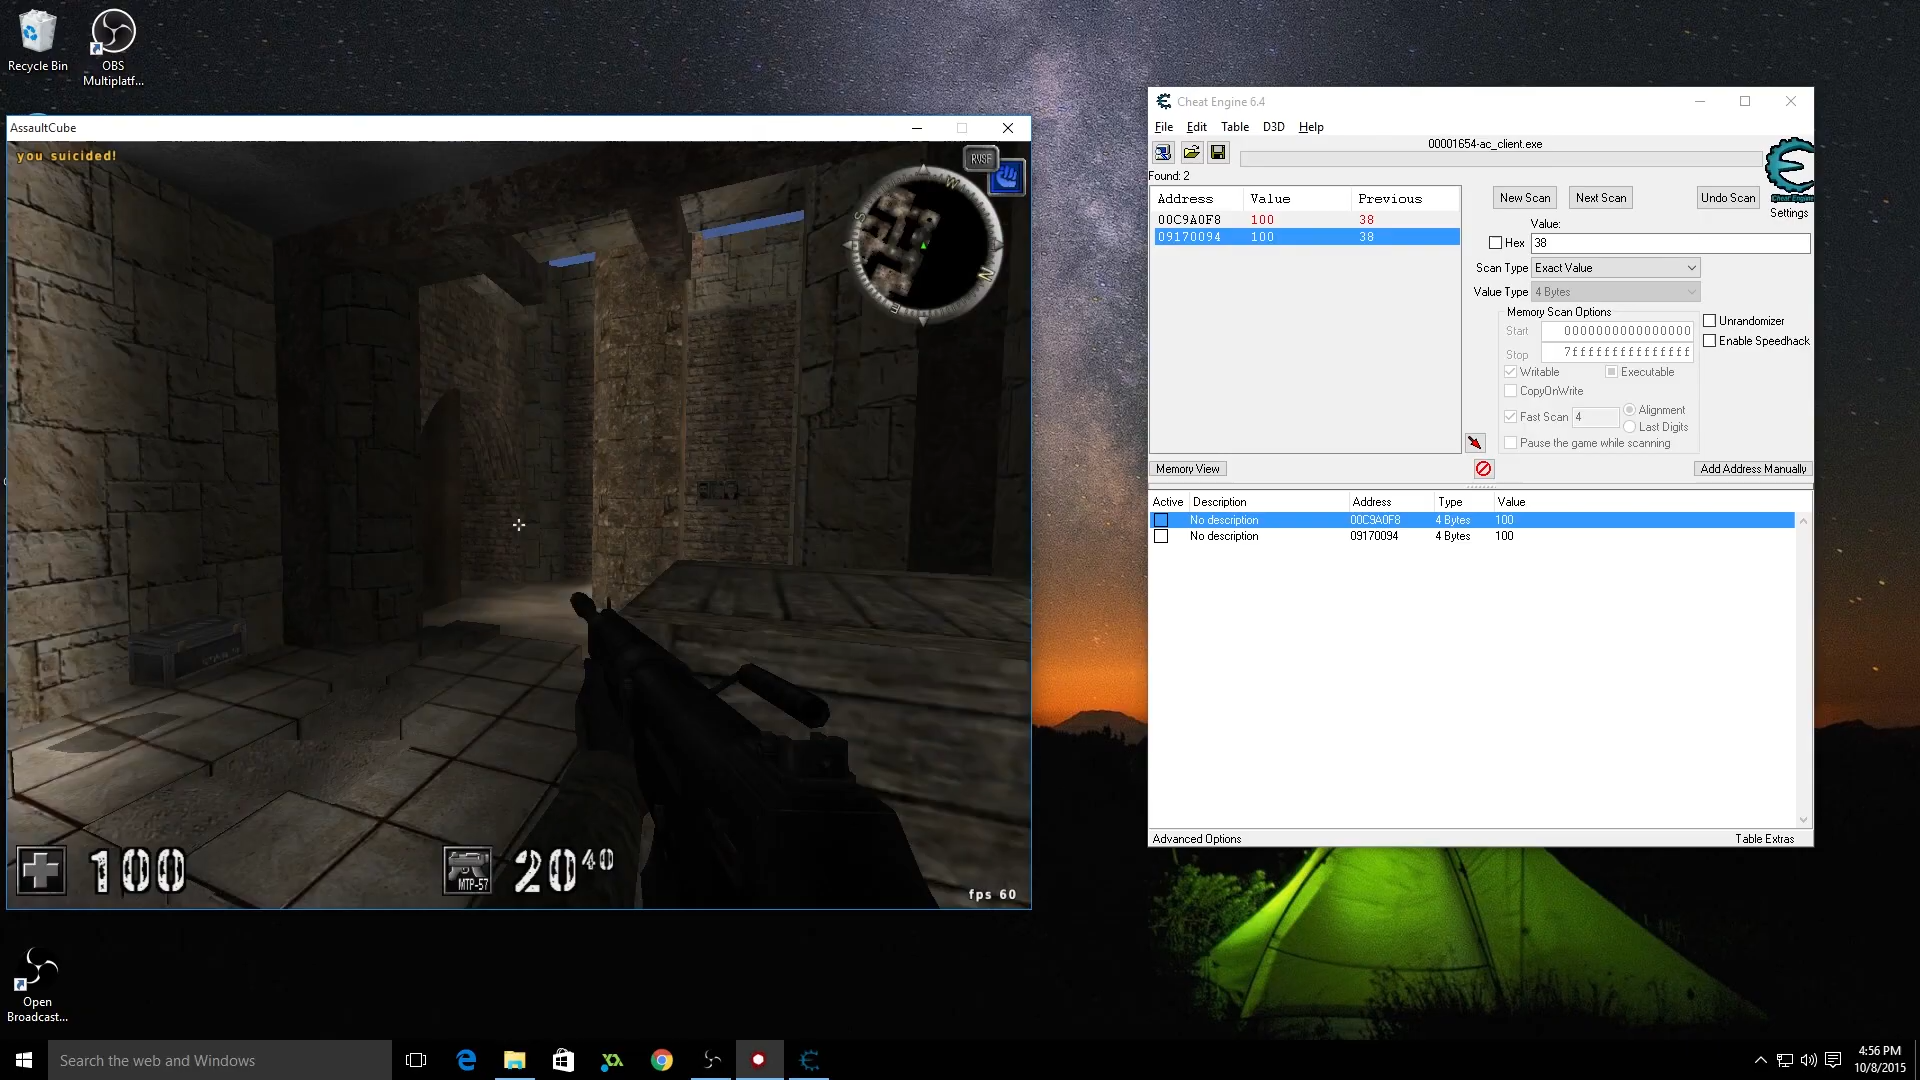 Recycle Bin
OBS
Multiplatf...
AssaultCube
you suicided!
RVSF
100
MTP-57
20 40
fps 60
Open
Broadcast...
Cheat Engine 6.4
File Edit Table D3D Help
00001654-ac_client.exe
Found: 2
Address Value Previous
00C9A0F8 100 38
09170094 100 38
New Scan Next Scan Undo Scan
Settings
Value:
Hex 38
Scan Type Exact Value
Value Type 4 Bytes
Memory Scan Options
Start 0000000000000000
Stop 7fffffffffffffff
Unrandomizer
Enable Speedhack
Writable Executable
CopyOnWrite
Fast Scan 4 Alignment
Last Digits
Pause the game while scanning
Memory View
Add Address Manually
Active Description Address Type Value
No description 00C9A0F8 4 Bytes 100
No description 09170094 4 Bytes 100
Advanced Options Table Extras
Search the web and Windows
4:56 PM
10/8/2015